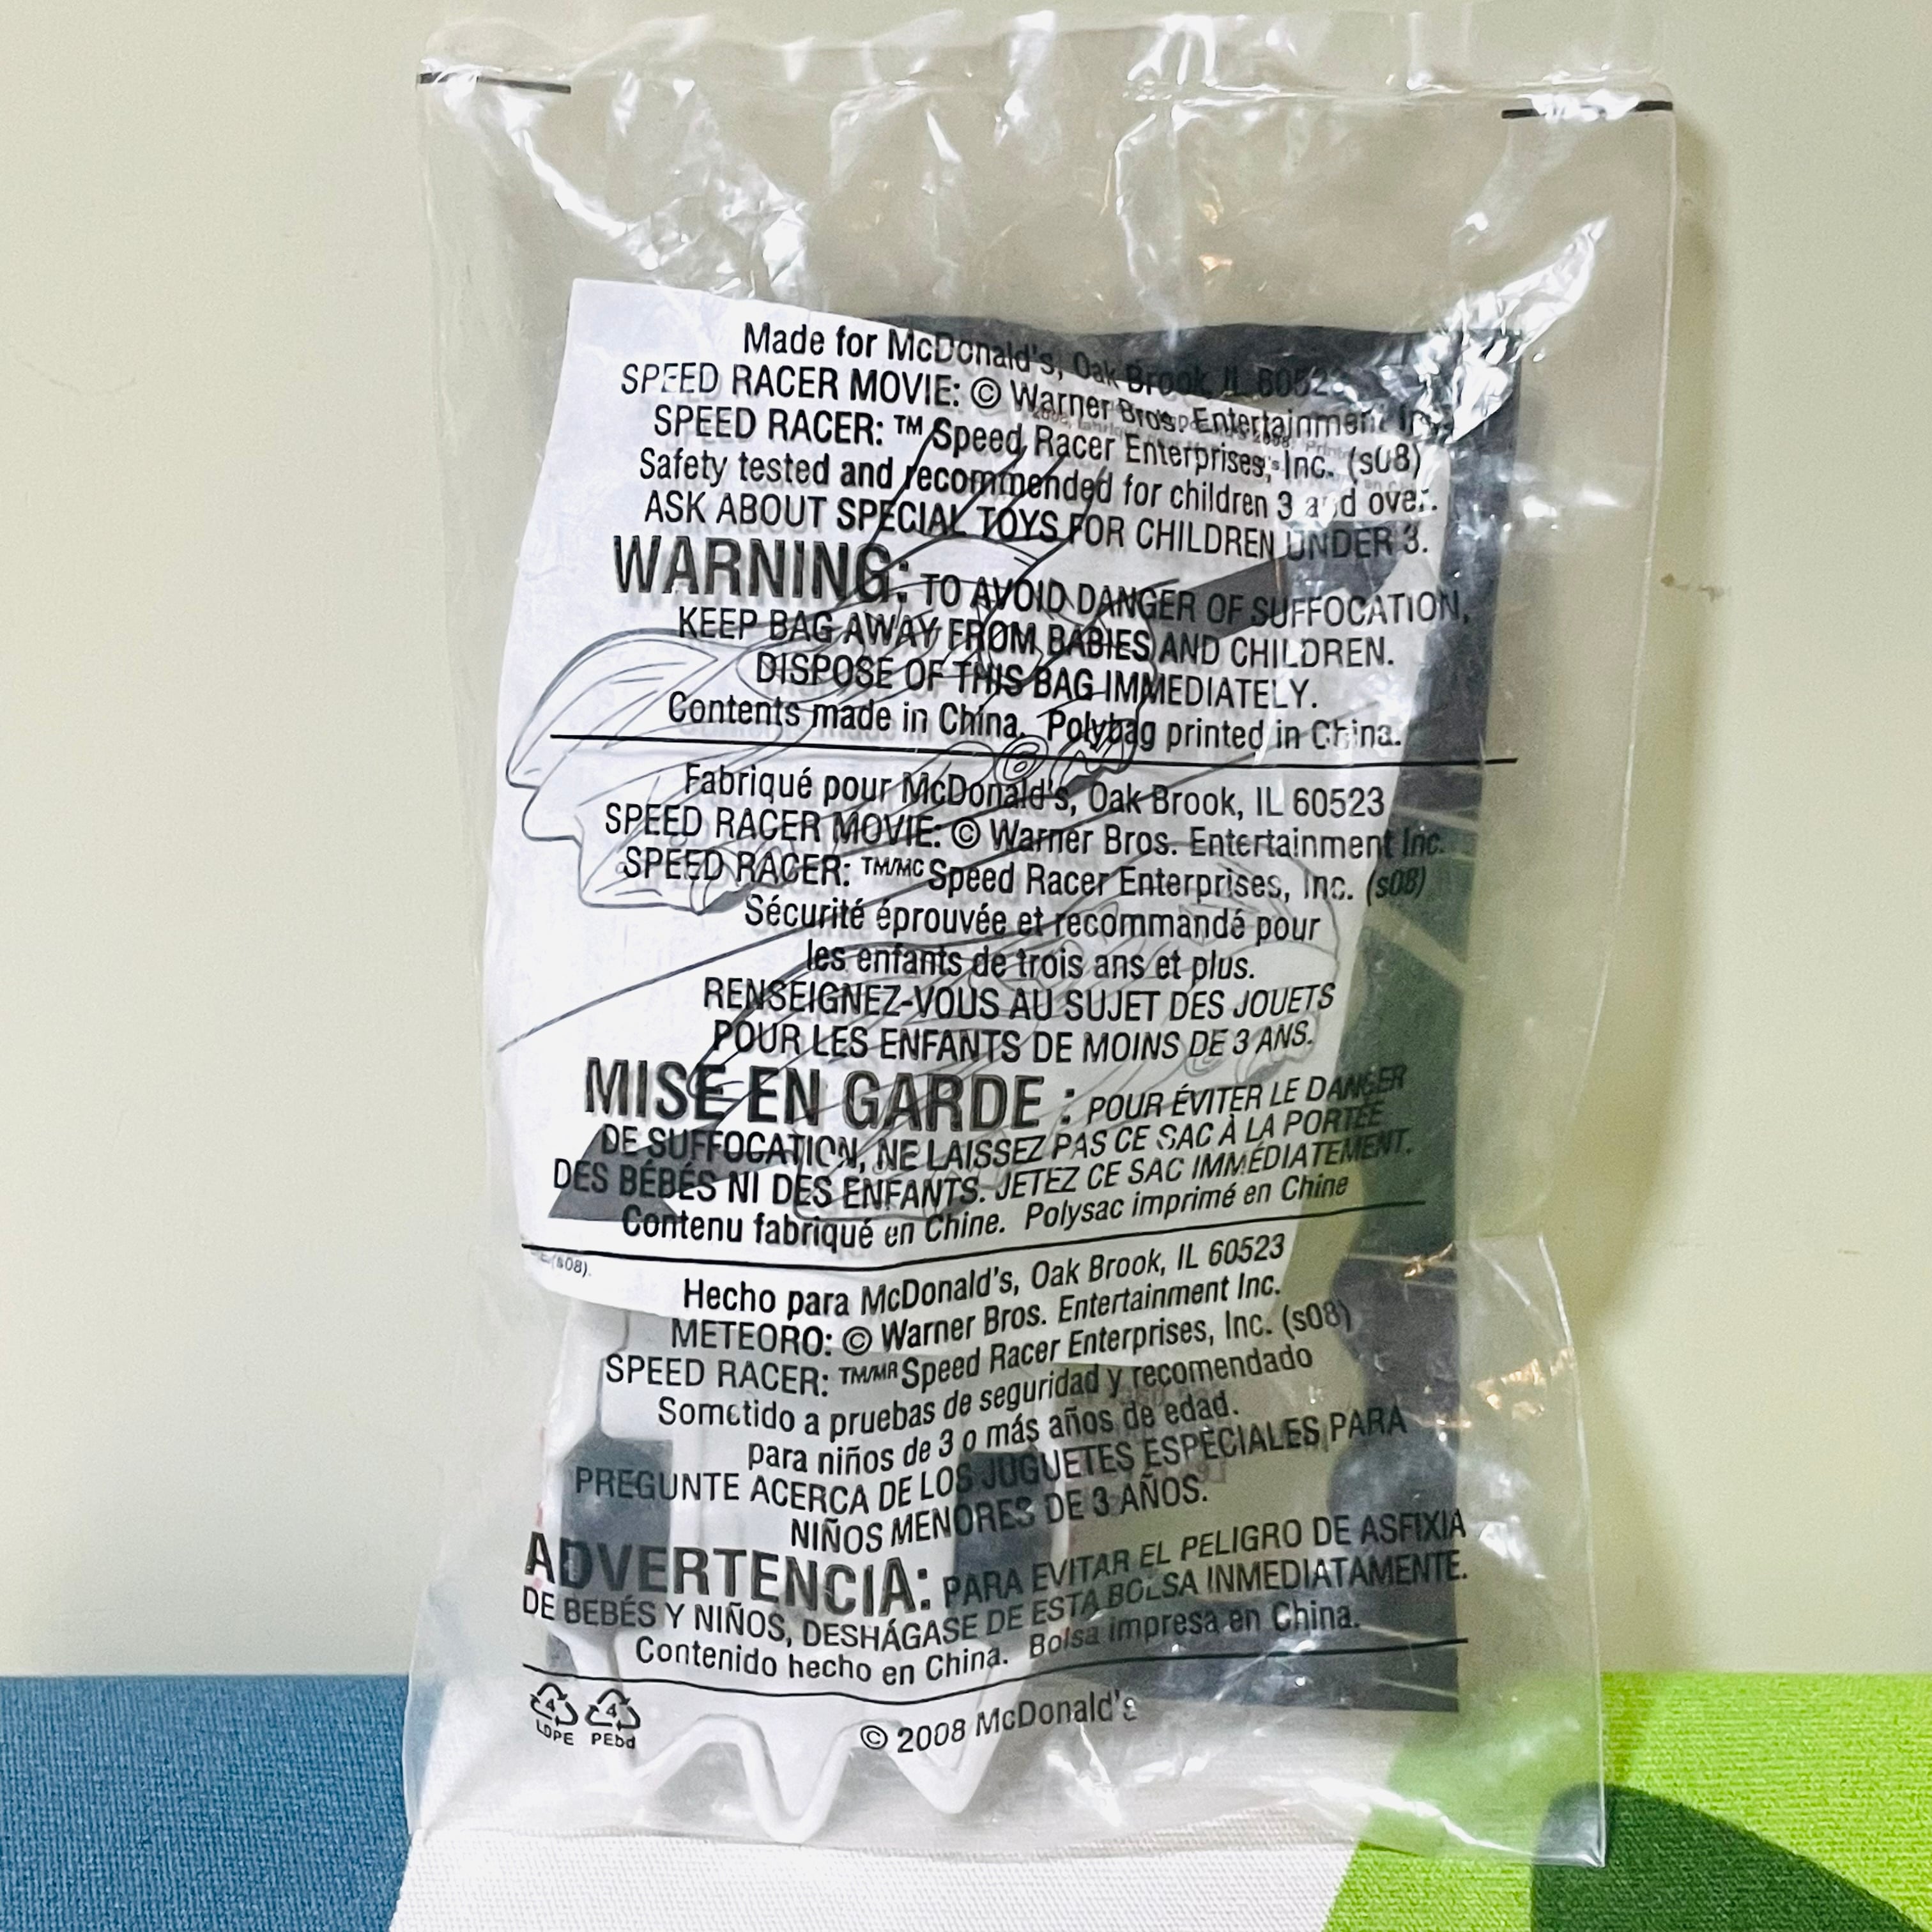 Made for McDonald's, Oak Brook, IL 60523
SPEED RACER MOVIE: © Warner Bros. Entertainment Inc.
SPEED RACER: ™ Speed Racer Enterprises, Inc. (s08)
Safety tested and recommended for children 3 and over.
ASK ABOUT SPECIAL TOYS FOR CHILDREN UNDER 3.
WARNING: TO AVOID DANGER OF SUFFOCATION,
KEEP BAG AWAY FROM BABIES AND CHILDREN.
DISPOSE OF THIS BAG IMMEDIATELY.
Contents made in China. Polybag printed in China.
Fabriqué pour McDonald's, Oak Brook, IL 60523
SPEED RACER MOVIE: © Warner Bros. Entertainment Inc.
SPEED RACER: TM/MC Speed Racer Enterprises, Inc. (s08)
Sécurité éprouvée et recommandé pour
les enfants de trois ans et plus.
RENSEIGNEZ-VOUS AU SUJET DES JOUETS
POUR LES ENFANTS DE MOINS DE 3 ANS.
MISE EN GARDE : POUR ÉVITER LE DANGER
DE SUFFOCATION, NE LAISSEZ PAS CE SAC À LA PORTÉE
DES BÉBÉS NI DES ENFANTS. JETEZ CE SAC IMMÉDIATEMENT.
Contenu fabriqué en Chine. Polysac imprimé en Chine
(s08).
Hecho para McDonald's, Oak Brook, IL 60523
METEORO: © Warner Bros. Entertainment Inc.
SPEED RACER: TM/MR Speed Racer Enterprises, Inc. (s08)
Sometido a pruebas de seguridad y recomendado
para niños de 3 o más años de edad.
PREGUNTE ACERCA DE LOS JUGUETES ESPECIALES PARA
NIÑOS MENORES DE 3 AÑOS.
ADVERTENCIA: PARA EVITAR EL PELIGRO DE ASFIXIA
DE BEBÉS Y NIÑOS, DESHÁGASE DE ESTA BOLSA INMEDIATAMENTE.
Contenido hecho en China. Bolsa impresa en China.
4 4
LDPE PEbd
© 2008 McDonald's